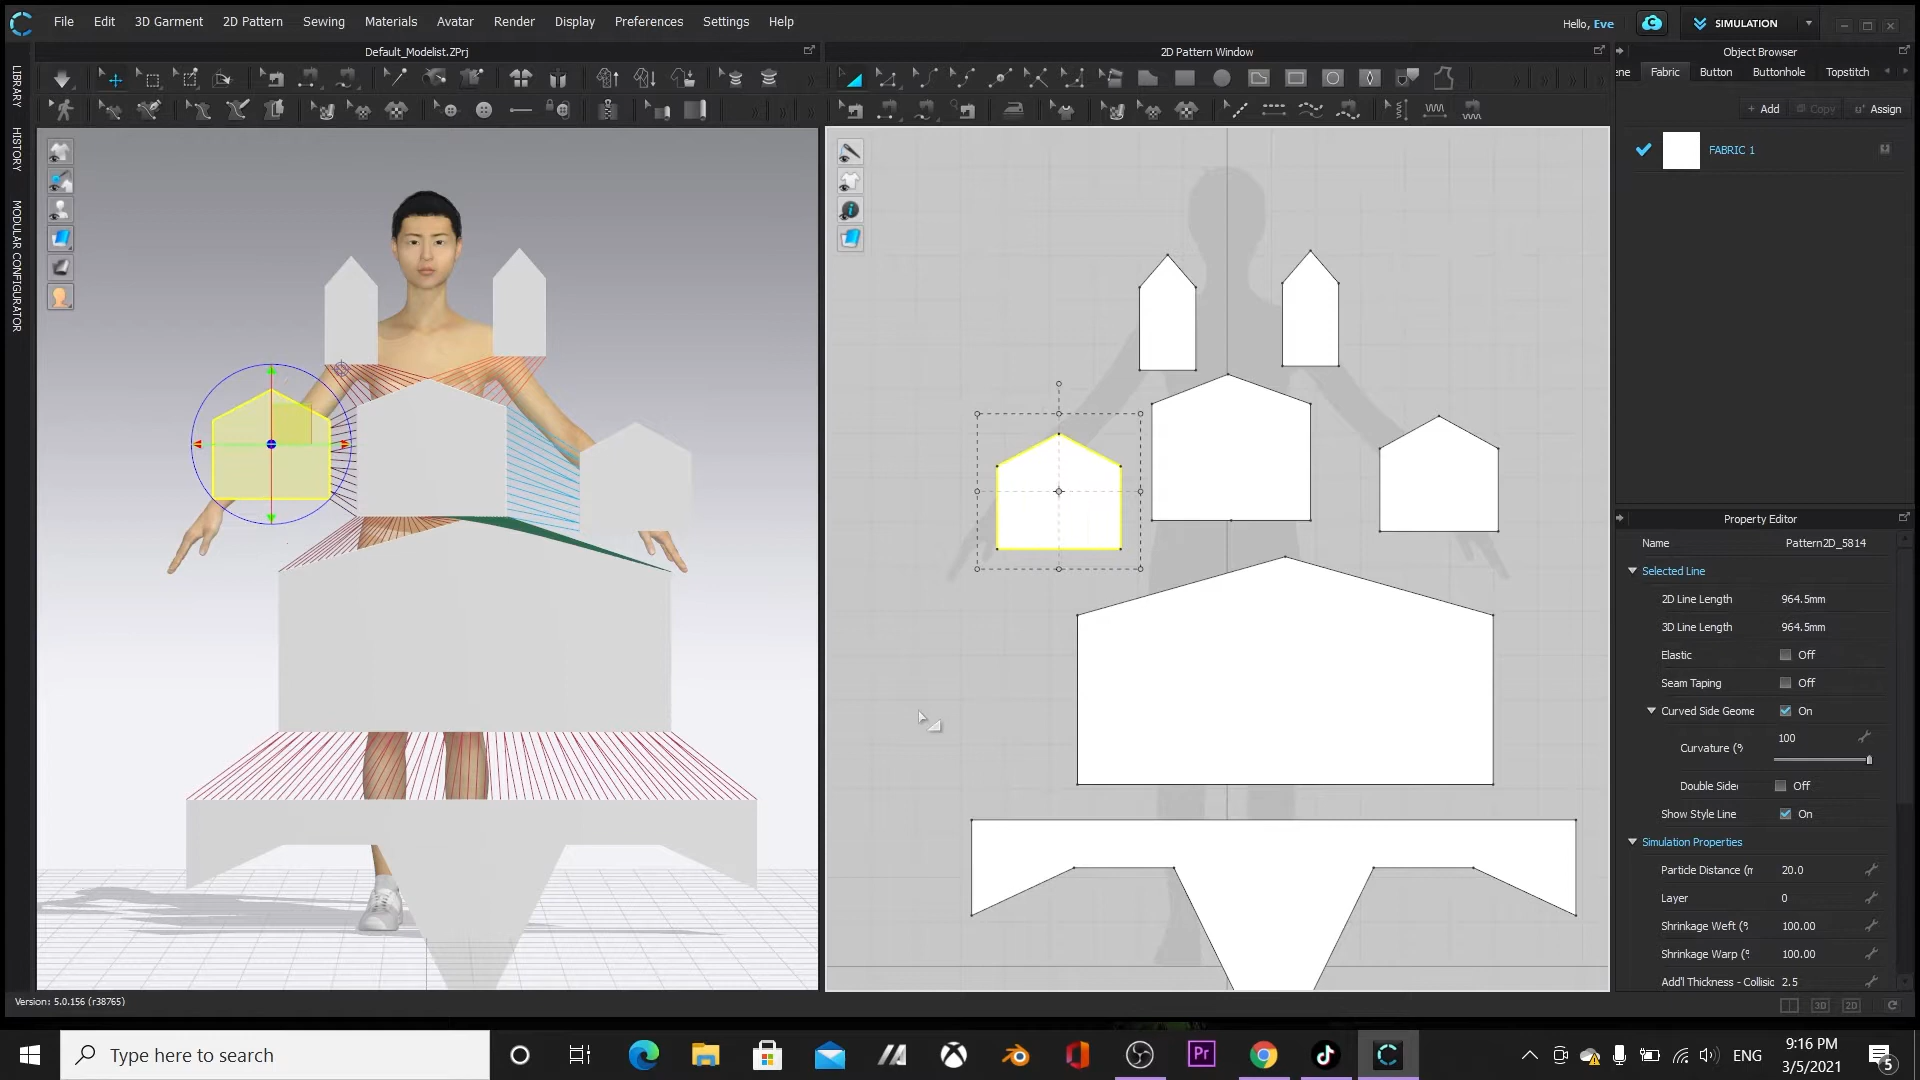 File Edit 3D Garment 2D Pattern Sewing Materials Avatar Render Display Preferences Settings Help
Hello, Eve
SIMULATION
Default_Modelist.ZPrj
2D Pattern Window
Object Browser
ene Fabric Button Buttonhole Topstitch
+ Add Copy Assign
FABRIC 1
LIBRARY
HISTORY
MODULAR CONFIGURATOR
Property Editor
Name Pattern2D_5814
Selected Line
2D Line Length 964.5mm
3D Line Length 964.5mm
Elastic Off
Seam Taping Off
Curved Side Geome On
Curvature (% 100
Double Side Off
Show Style Line On
Simulation Properties
Particle Distance (m 20.0
Layer 0
Shrinkage Weft (% 100.00
Shrinkage Warp (% 100.00
Add'l Thickness - Collisic 2.5
Version: 5.0.156 (r38765)
3D 2D
Type here to search
Pr
ENG
9:16 PM
3/5/2021
5